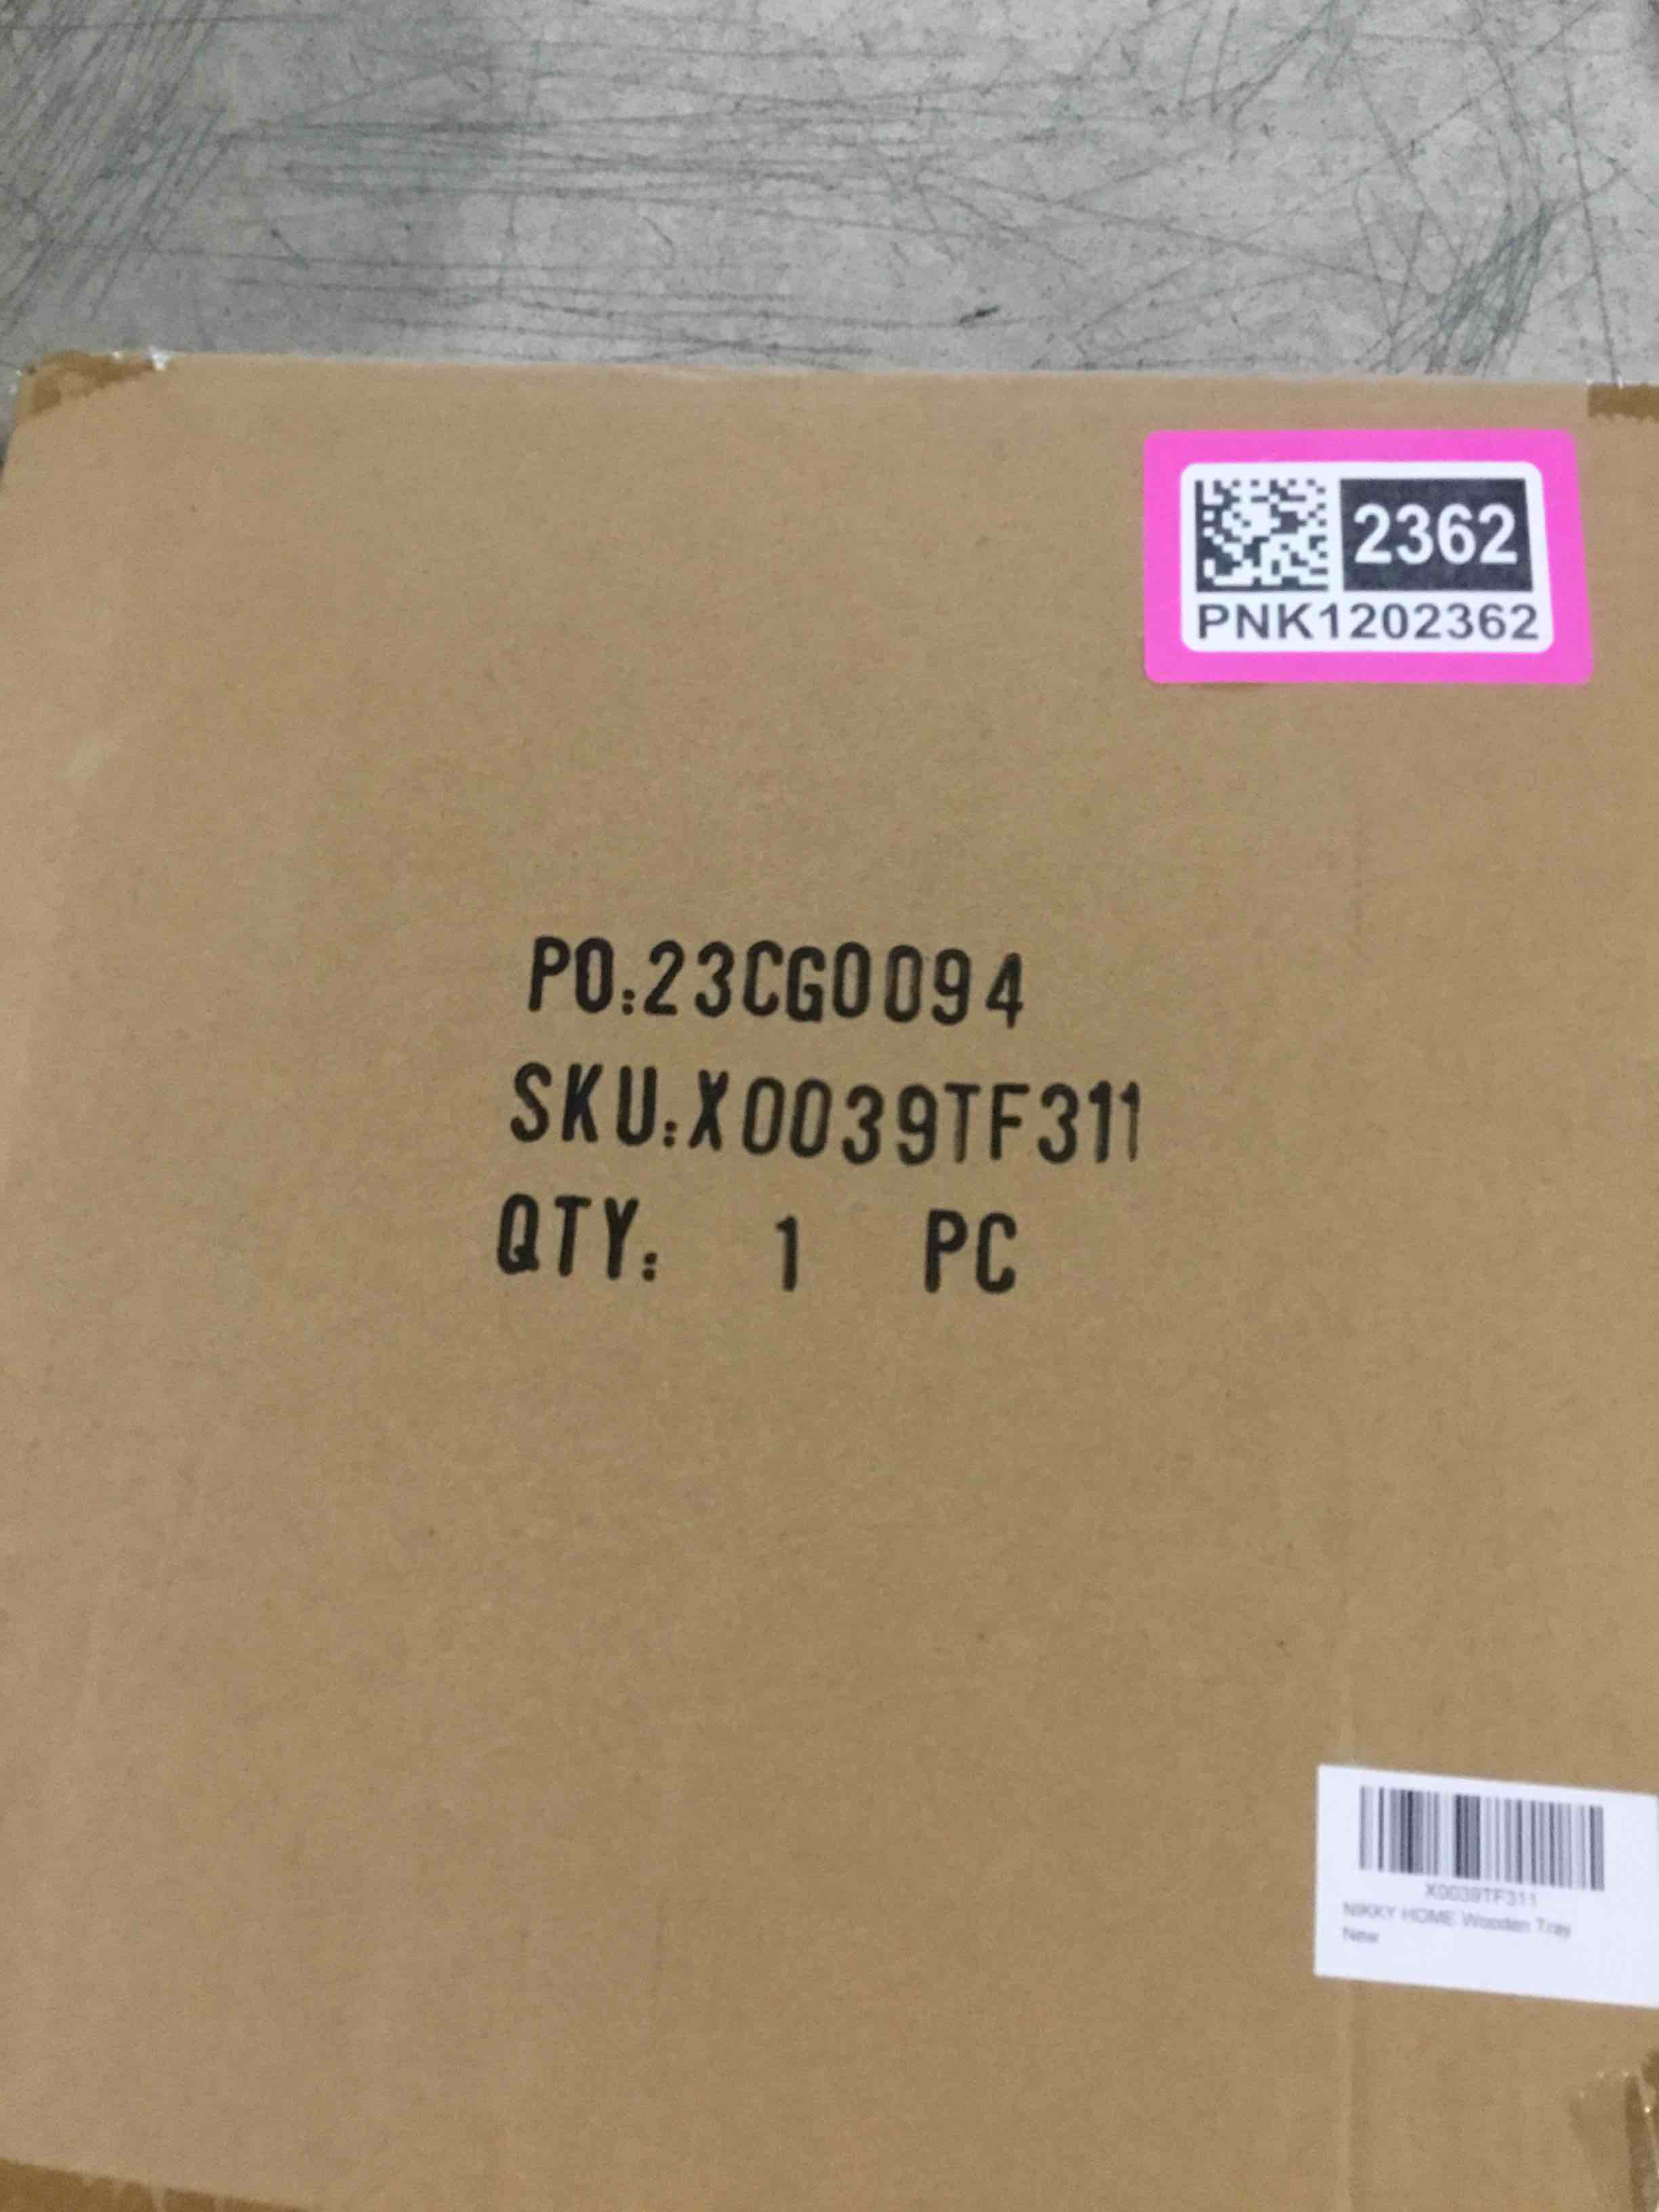 2362
PNK1202362
PO:23CG0094
SKU:X0039TF311
QTY: 1 PC
X0039TF311
NIKKY HOME Wooden Tray
New